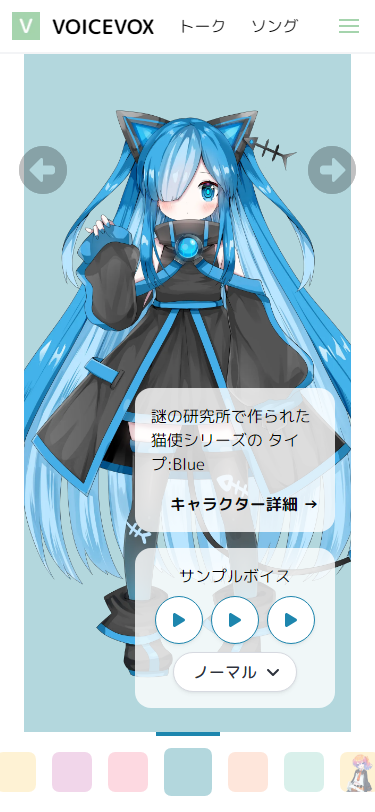 V VOICEVOX トーク ソング
謎の研究所で作られた
猫使シリーズの タイ
プ:Blue
キャラクター詳細 →
サンプルボイス
ノーマル